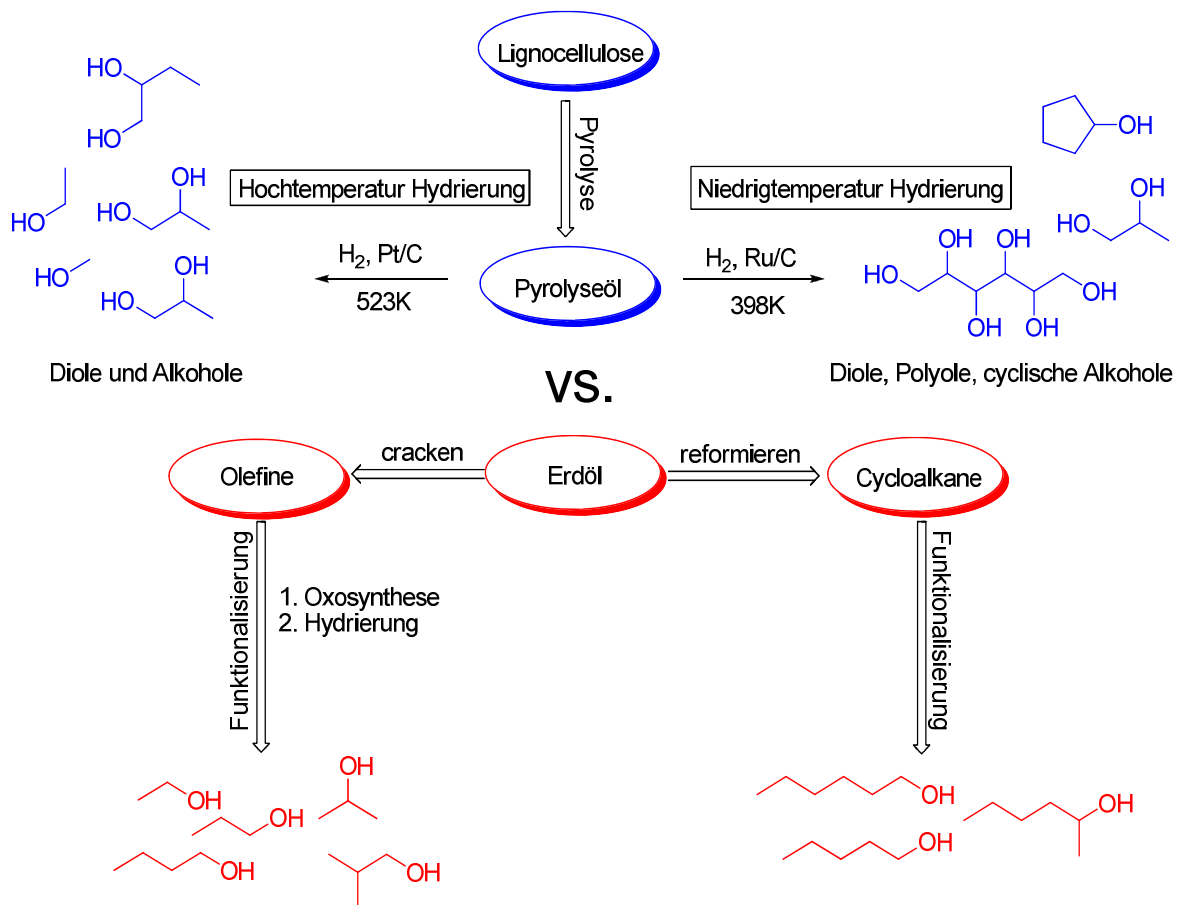 Lignocellulose
HO
HO
OH
Pyrolyse
Hochtemperatur Hydrierung
Niedrigtemperatur Hydrierung
HO
OH
HO
OH
HO
HO
OH
HO
H2, Pt/C
523K
Pyrolyseöl
H2, Ru/C
398K
OH
OH
HO
OH
OH
OH
OH
Diole und Alkohole
vs.
Diole, Polyole, cyclische Alkohole
Olefine
cracken
Erdöl
reformieren
Cycloalkane
Funktionalisierung
1. Oxosynthese
2. Hydrierung
Funktionalisierung
OH
OH
OH
OH
OH
OH
OH
OH